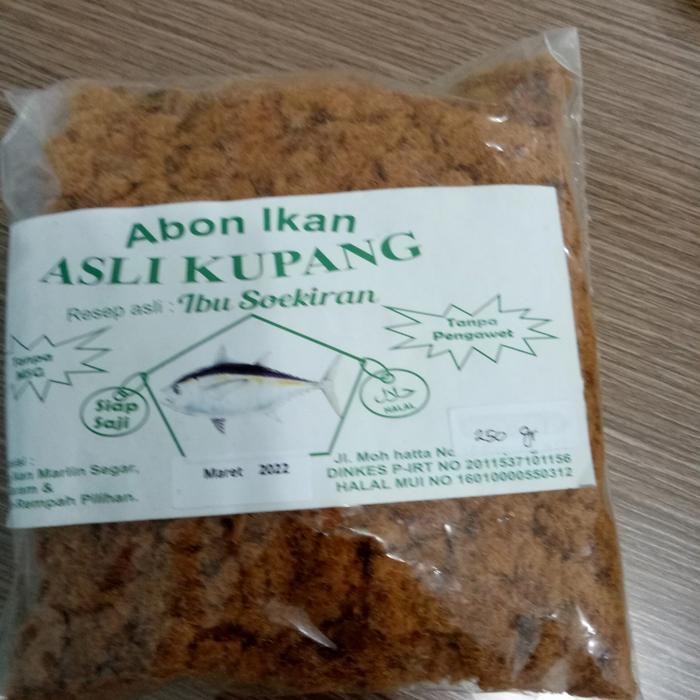 Abon Ikan
ASLI KUPANG
Resep asli : Ibu Soekiran
Tanpa
MSG
Tanpa
Pengawet
Siap
Saji
حلال
HALAL
250 gr
Maret 2022
Ikan Marlin Segar,
&
Rempah Pilihan.
Jl. Moh hatta No
DINKES P-IRT NO 2011537101156
HALAL MUI NO 16010000550312